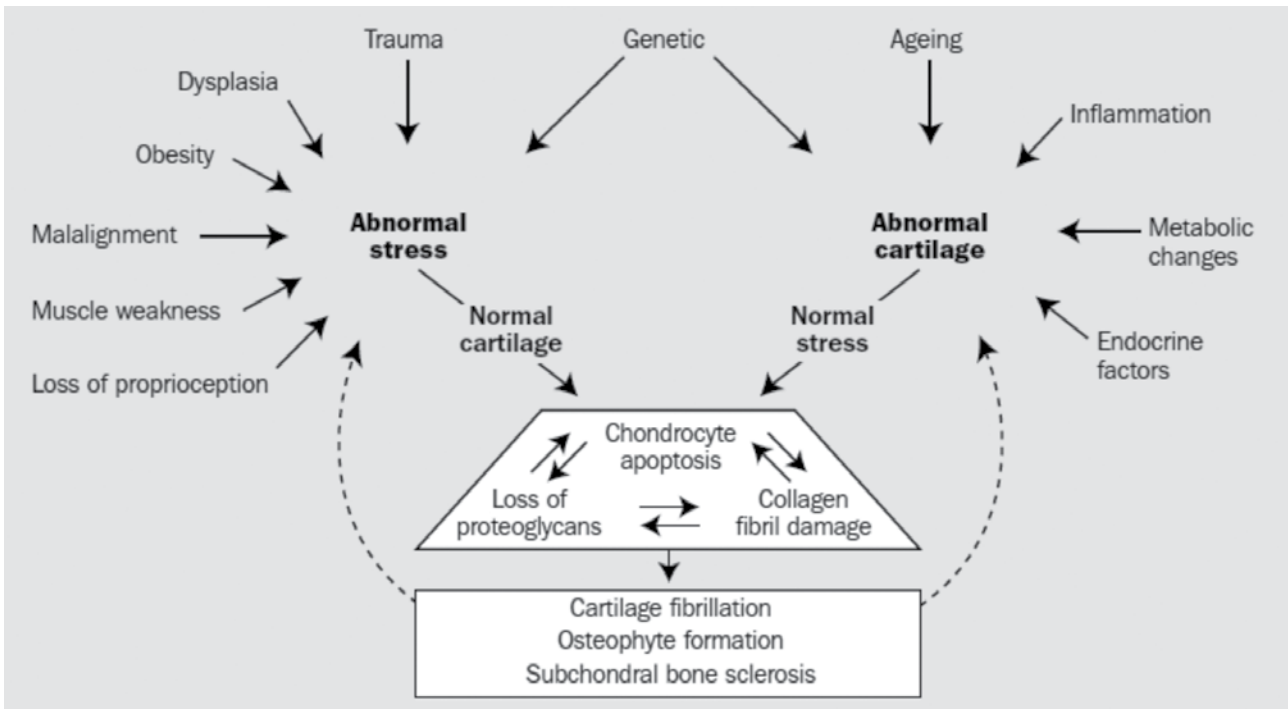 Trauma
Genetic
Ageing
Dysplasia
Inflammation
Obesity
Malalignment
Abnormal
stress
Abnormal
cartilage
Metabolic
changes
Muscle weakness
Normal
cartilage
Normal
stress
Endocrine
factors
Loss of proprioception
Chondrocyte
apoptosis
Loss of
proteoglycans
Collagen
fibril damage
Cartilage fibrillation
Osteophyte formation
Subchondral bone sclerosis